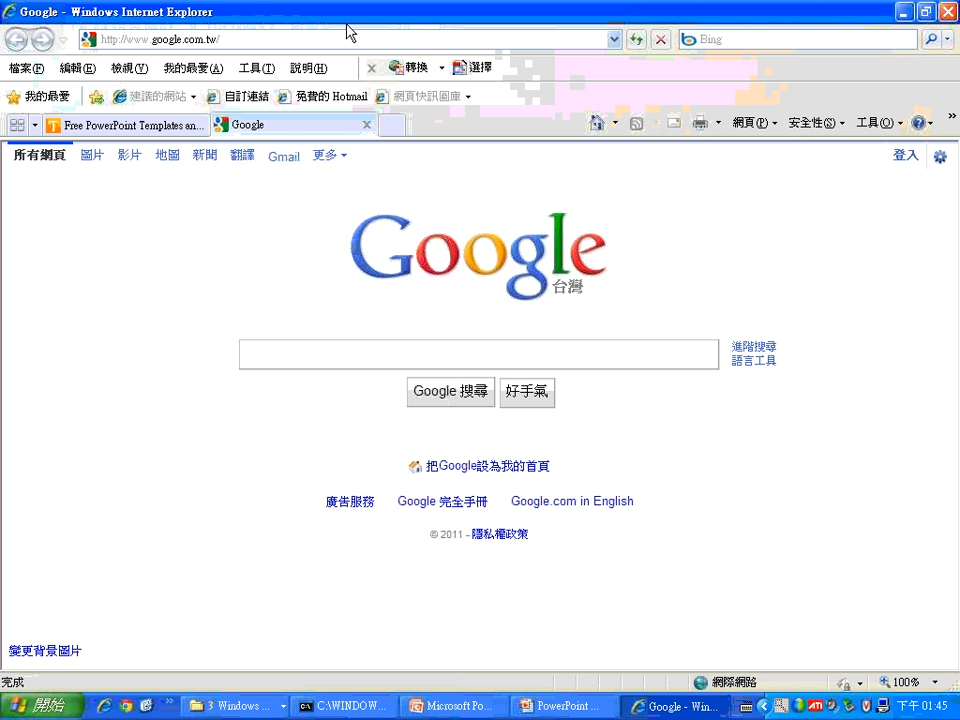 Google - Windows Internet Explorer
http://www.google.com.tw/
Bing
檔案(F) 編輯(E) 檢視(V) 我的最愛(A) 工具(T) 說明(H) 轉換 選擇
我的最愛 建議的網站 自訂連結 免費的 Hotmail 網頁快訊圖庫
Free PowerPoint Templates an... Google 網頁(P) 安全性(S) 工具(O) »
所有網頁 圖片 影片 地圖 新聞 翻譯 Gmail 更多 登入
Google
台灣
進階搜尋
語言工具
Google 搜尋 好手氣
把Google設為我的首頁
廣告服務 Google 完全手冊 Google.com in English
© 2011 - 隱私權政策
變更背景圖片
完成 網際網路 100%
開始 » 3 Windows ... C:\WINDOW... Microsoft Po... PowerPoint ... Google - Win... 下午 01:45